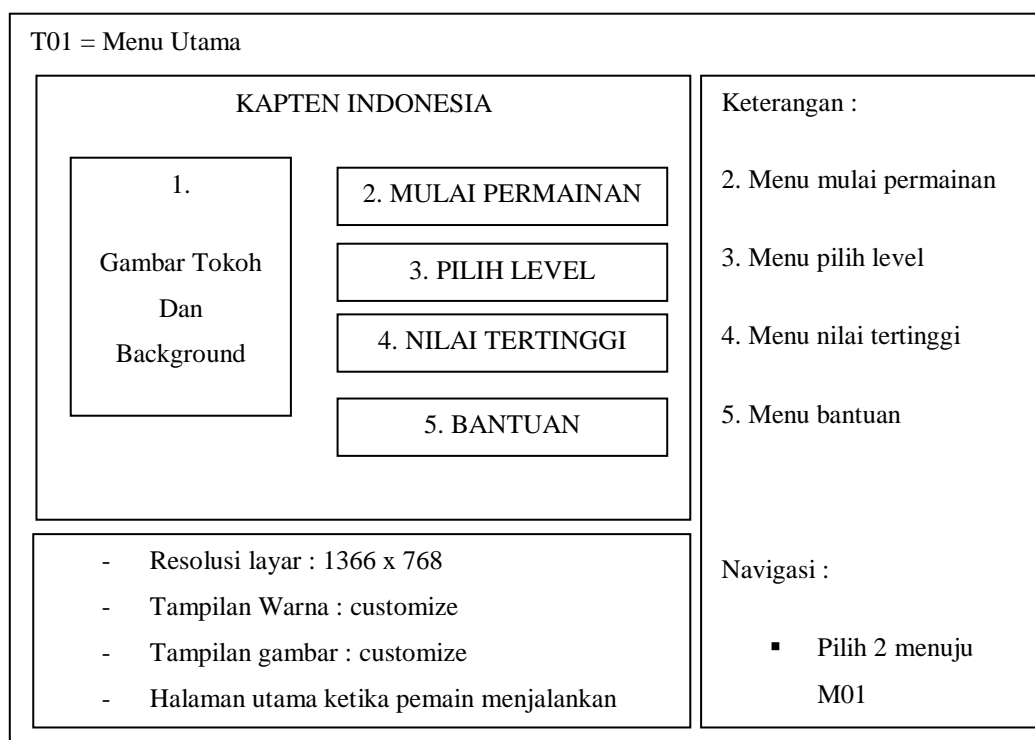 T01 = Menu Utama
KAPTEN INDONESIA
1.
Gambar Tokoh
Dan
Background
2. MULAI PERMAINAN
3. PILIH LEVEL
4. NILAI TERTINGGI
5. BANTUAN
- Resolusi layar : 1366 x 768
- Tampilan Warna : customize
- Tampilan gambar : customize
- Halaman utama ketika pemain menjalankan
Keterangan :
2. Menu mulai permainan
3. Menu pilih level
4. Menu nilai tertinggi
5. Menu bantuan
Navigasi :
▪ Pilih 2 menuju
M01